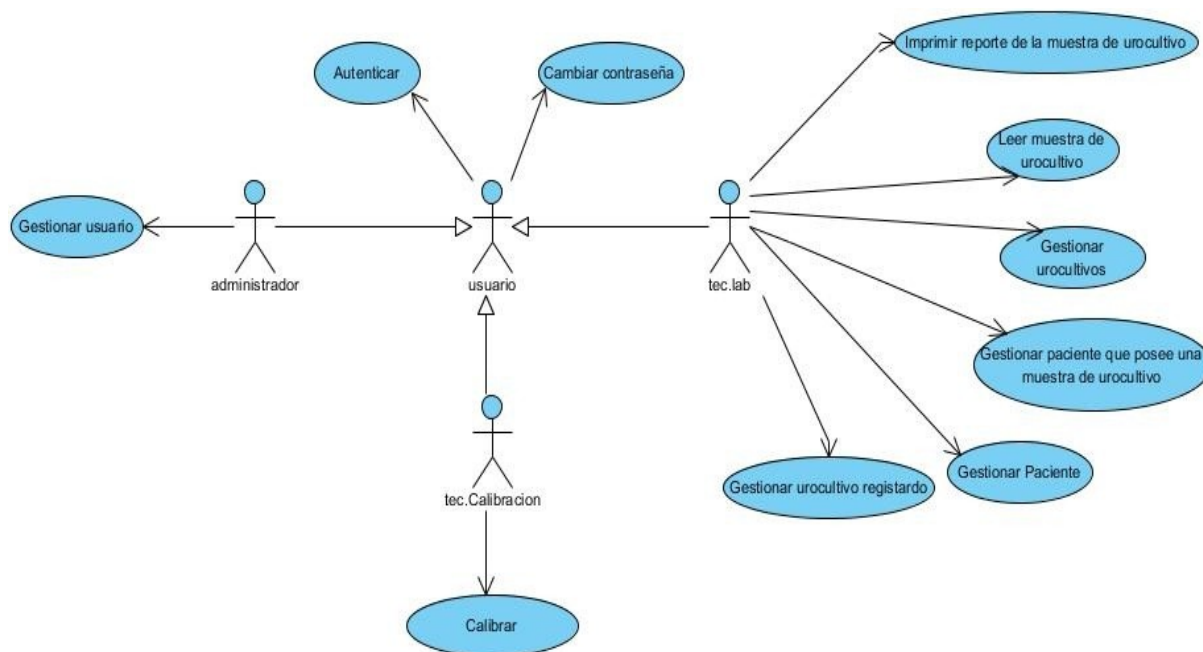 Imprimir reporte de la muestra de urocultivo
Autenticar
Cambiar contraseña
Leer muestra de
urocultivo
Gestionar usuario
Gestionar
urocultivos
administrador
usuario
tec.lab
Gestionar paciente que posee una
muestra de urocultivo
Gestionar Paciente
Gestionar urocultivo registardo
tec.Calibracion
Calibrar